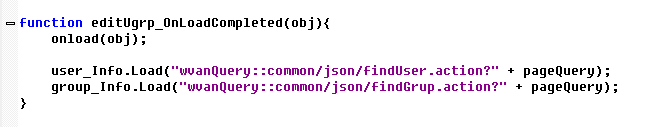 function editUgrp_OnLoadCompleted(obj){
onload(obj);
user_Info.Load("wvanQuery::common/json/findUser.action?" + pageQuery);
group_Info.Load("wvanQuery::common/json/findGrup.action?" + pageQuery);
}